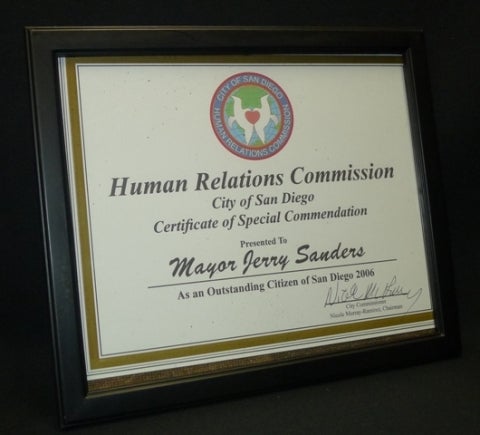 CITY OF SAN DIEGO
HUMAN RELATIONS COMMISSION
Human Relations Commission
City of San Diego
Certificate of Special Commendation
Presented To
Mayor Jerry Sanders
As an Outstanding Citizen of San Diego 2006
City Commissioner
Nicole Murray-Ramirez, Chairman